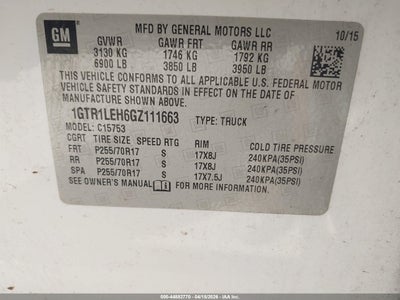 GM
MFD BY GENERAL MOTORS LLC 10/15
GVWR GAWR FRT GAWR RR
3130 KG 1746 KG 1792 KG
6900 LB 3850 LB 3950 LB
THIS VEHICLE CONFORMS TO ALL APPLICABLE U.S. FEDERAL MOTOR
VEHICLE SAFETY STANDARDS IN EFFECT ON THE DATE OF
MANUFACTURE SHOWN ABOVE.
1GTR1LEH6GZ111663 TYPE: TRUCK
MODEL: C15753
CGRT TIRE SIZE SPEED RTG RIM COLD TIRE PRESSURE
FRT P255/70R17 S 17X8J 240KPA(35PSI)
RR P255/70R17 S 17X8J 240KPA(35PSI)
SPA P255/70R17 S 17X7.5J 240KPA(35PSI)
SEE OWNER'S MANUAL FOR MORE INFORMATION.